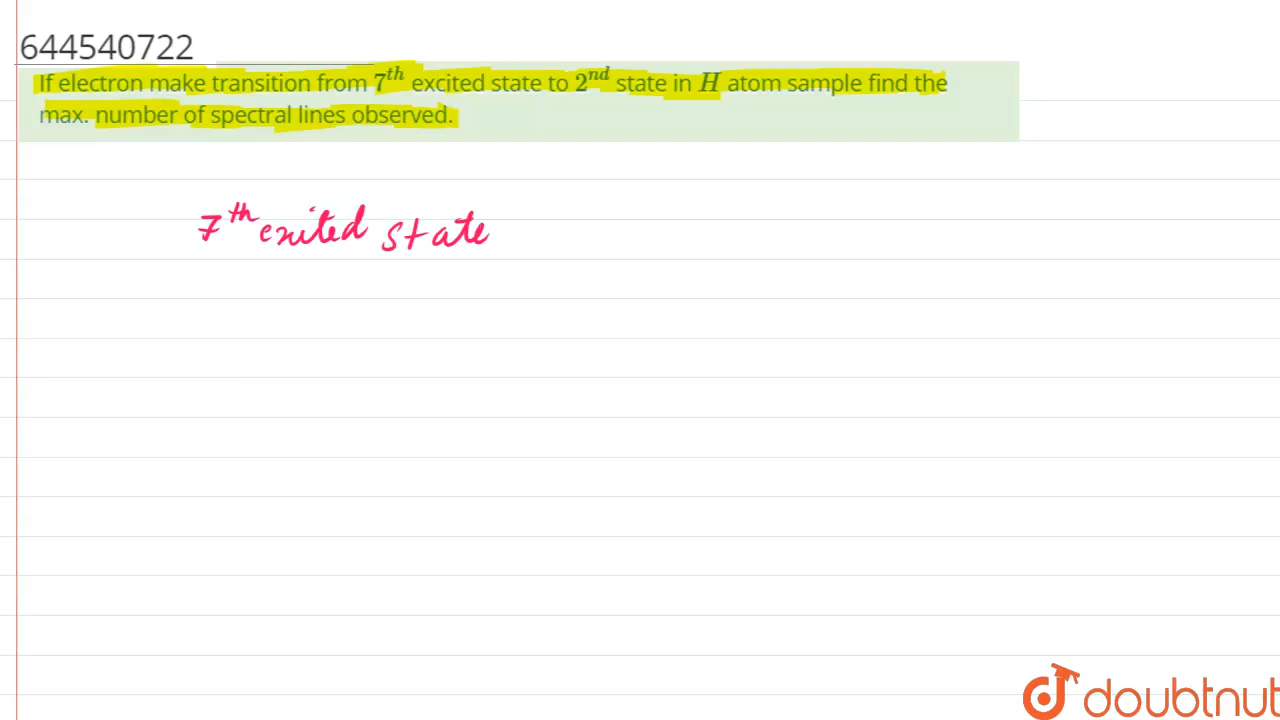 644540722
If electron make transition from 7^th excited state to 2^nd state in H atom sample find the
max. number of spectral lines observed.
7^th exited state
doubtnut